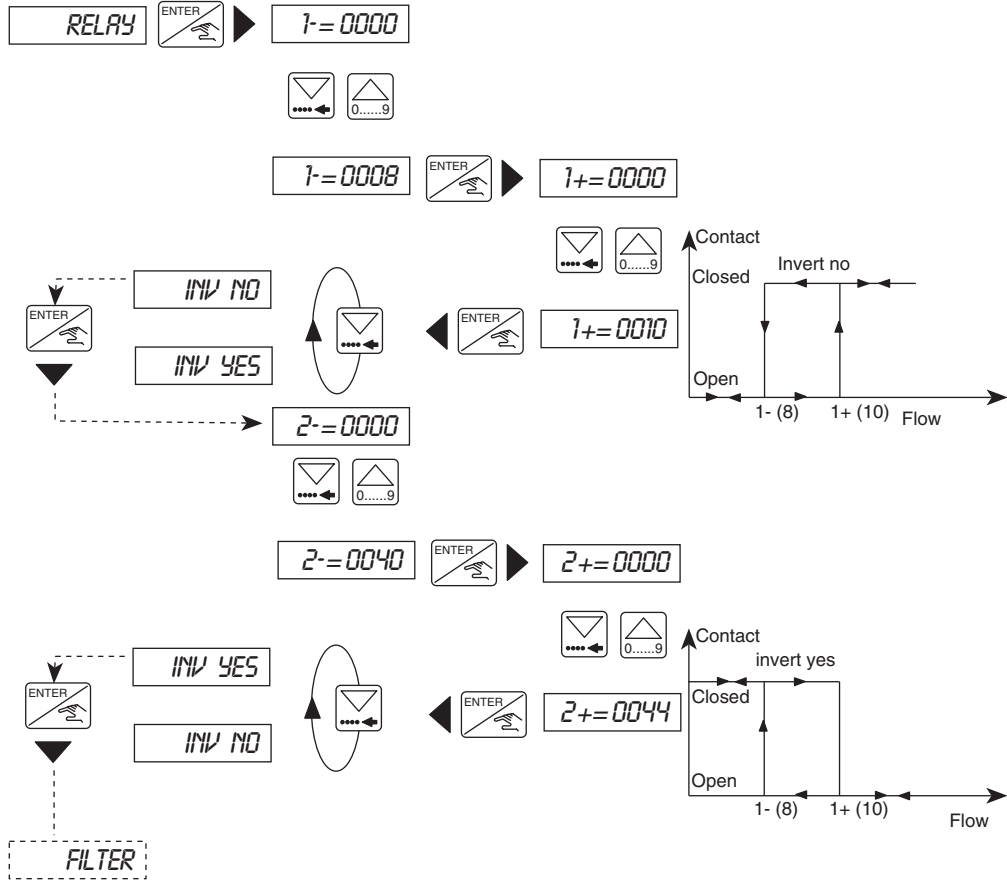 RELAY ENTER 1-=0000
0......9
1-=0008 ENTER 1+=0000
0......9
Contact
Closed
Invert no
INV NO
ENTER
ENTER
1+=0010
INV YES
Open
1- (8) 1+ (10) Flow
2-=0000
0......9
2-=0040 ENTER 2+=0000
0......9
Contact
invert yes
INV YES
Closed
ENTER
ENTER
2+=0044
INV NO
Open
1- (8) 1+ (10)
Flow
FILTER